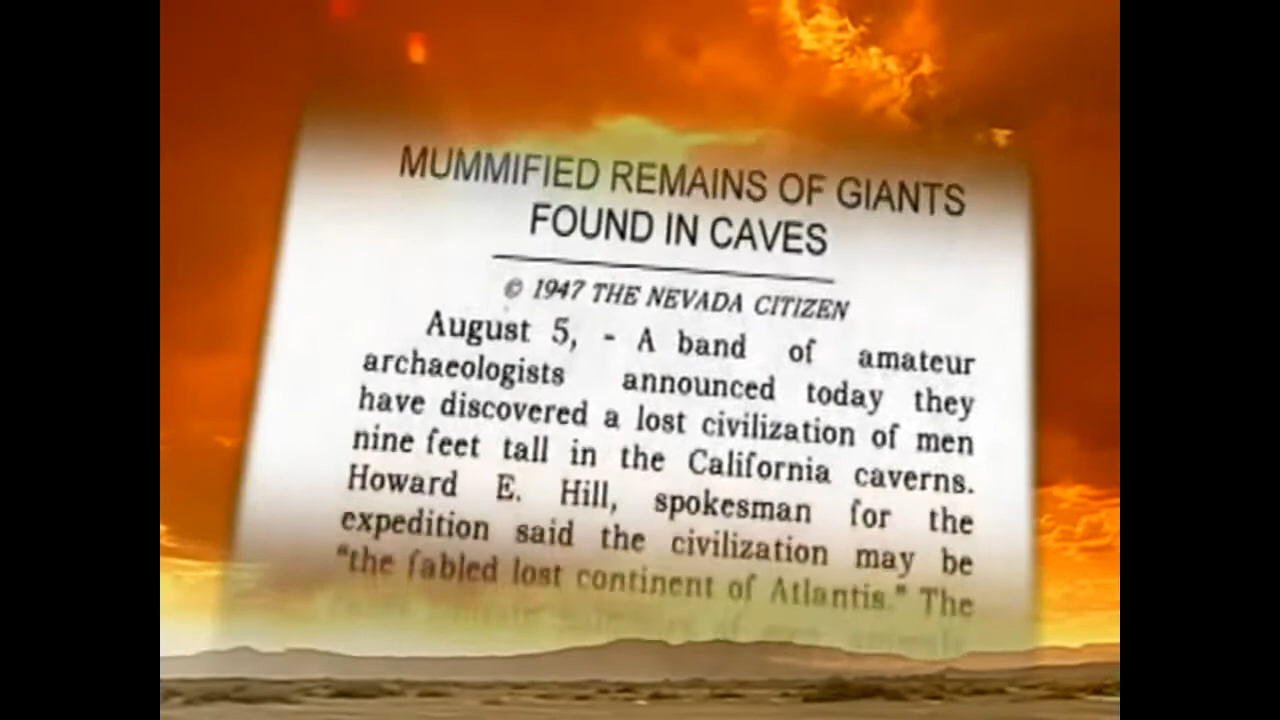 MUMMIFIED REMAINS OF GIANTS
FOUND IN CAVES
© 1947 THE NEVADA CITIZEN
August 5, - A band of amateur
archaeologists announced today they
have discovered a lost civilization of men
nine feet tall in the California caverns.
Howard E. Hill, spokesman for the
expedition said the civilization may be
"the fabled lost continent of Atlantis." The